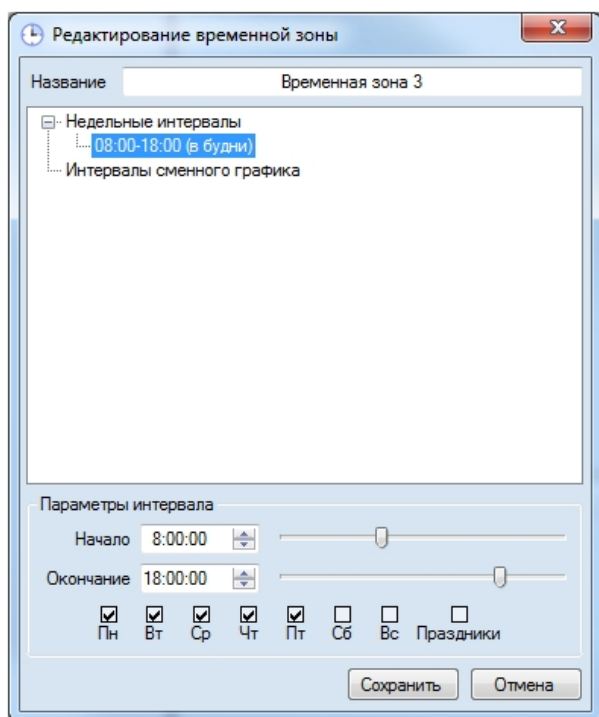 Редактирование временной зоны
Название Временная зона 3
Недельные интервалы
08:00-18:00 (в будни)
Интервалы сменного графика
Параметры интервала
Начало 8:00:00
Окончание 18:00:00
Пн Вт Ср Чт Пт Сб Вс Праздники
Сохранить Отмена